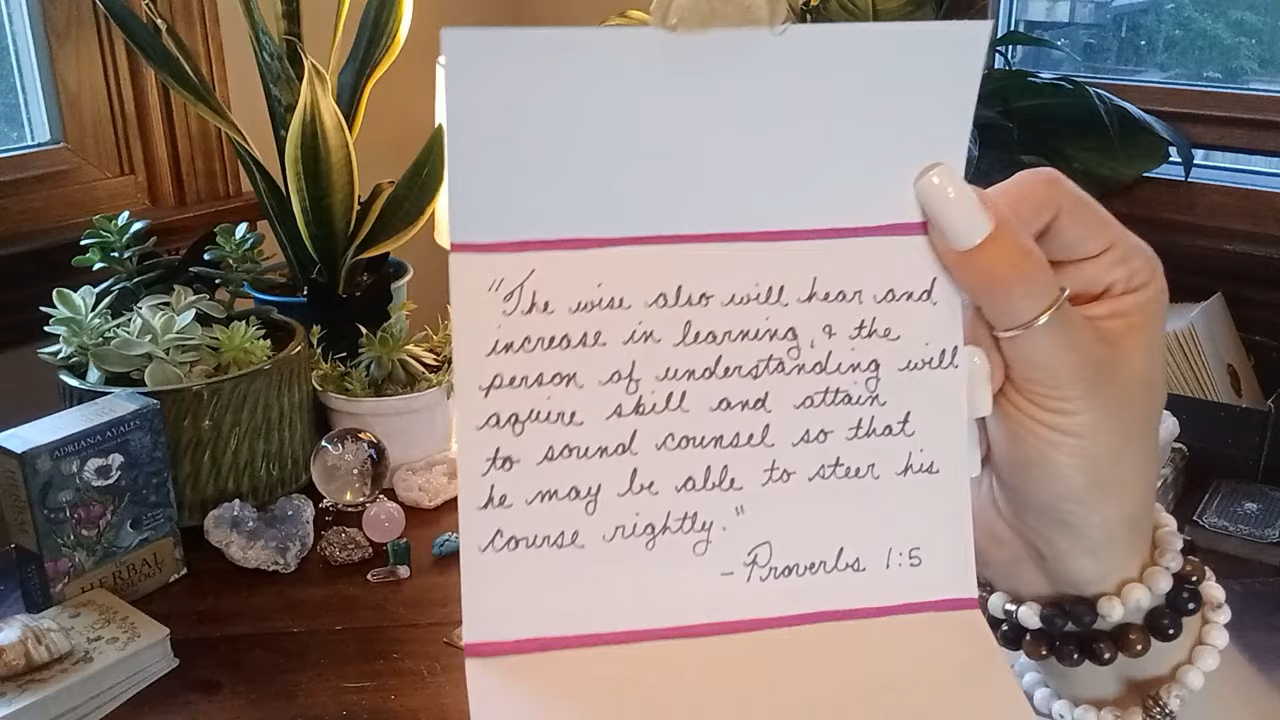 "The wise also will hear and
increase in learning, & the
person of understanding will
aquire skill and attain
to sound counsel so that
he may be able to steer his
course rightly."
- Proverbs 1:5
ADRIANA AYALES
HERBAL